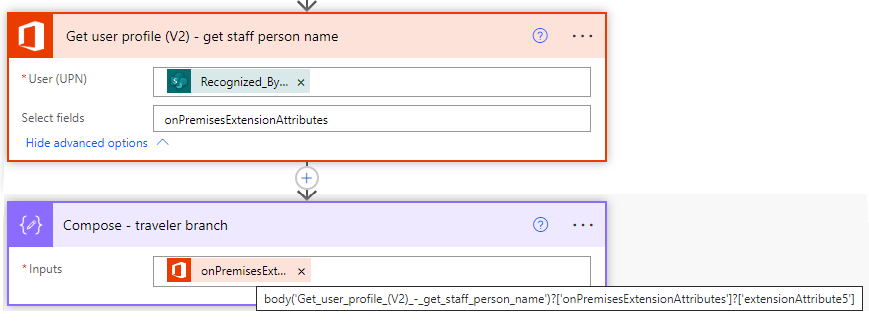 Get user profile (V2) - get staff person name
* User (UPN)
Recognized_By... ×
Select fields
onPremisesExtensionAttributes
Hide advanced options
Compose - traveler branch
* Inputs
onPremisesExt... ×
body('Get_user_profile_(V2)_-_get_staff_person_name')?['onPremisesExtensionAttributes']?['extensionAttribute5']